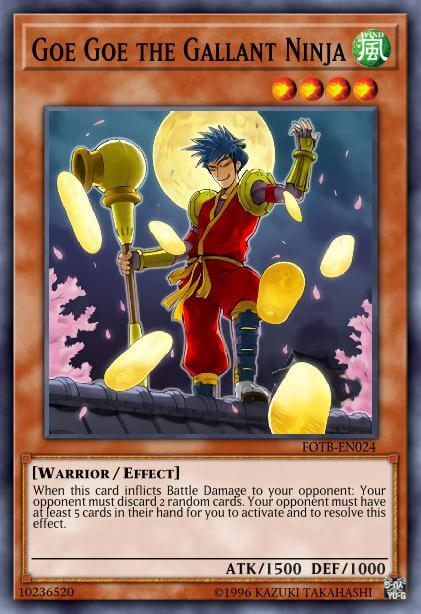 GOE GOE THE GALLANT NINJA
WIND
風
FOTB-EN024
[WARRIOR / EFFECT]
When this card inflicts Battle Damage to your opponent: Your
opponent must discard 2 random cards. Your opponent must have
at least 5 cards in their hand for you to activate and to resolve this
effect.
ATK/1500 DEF/1000
10236520
©1996 KAZUKI TAKAHASHI